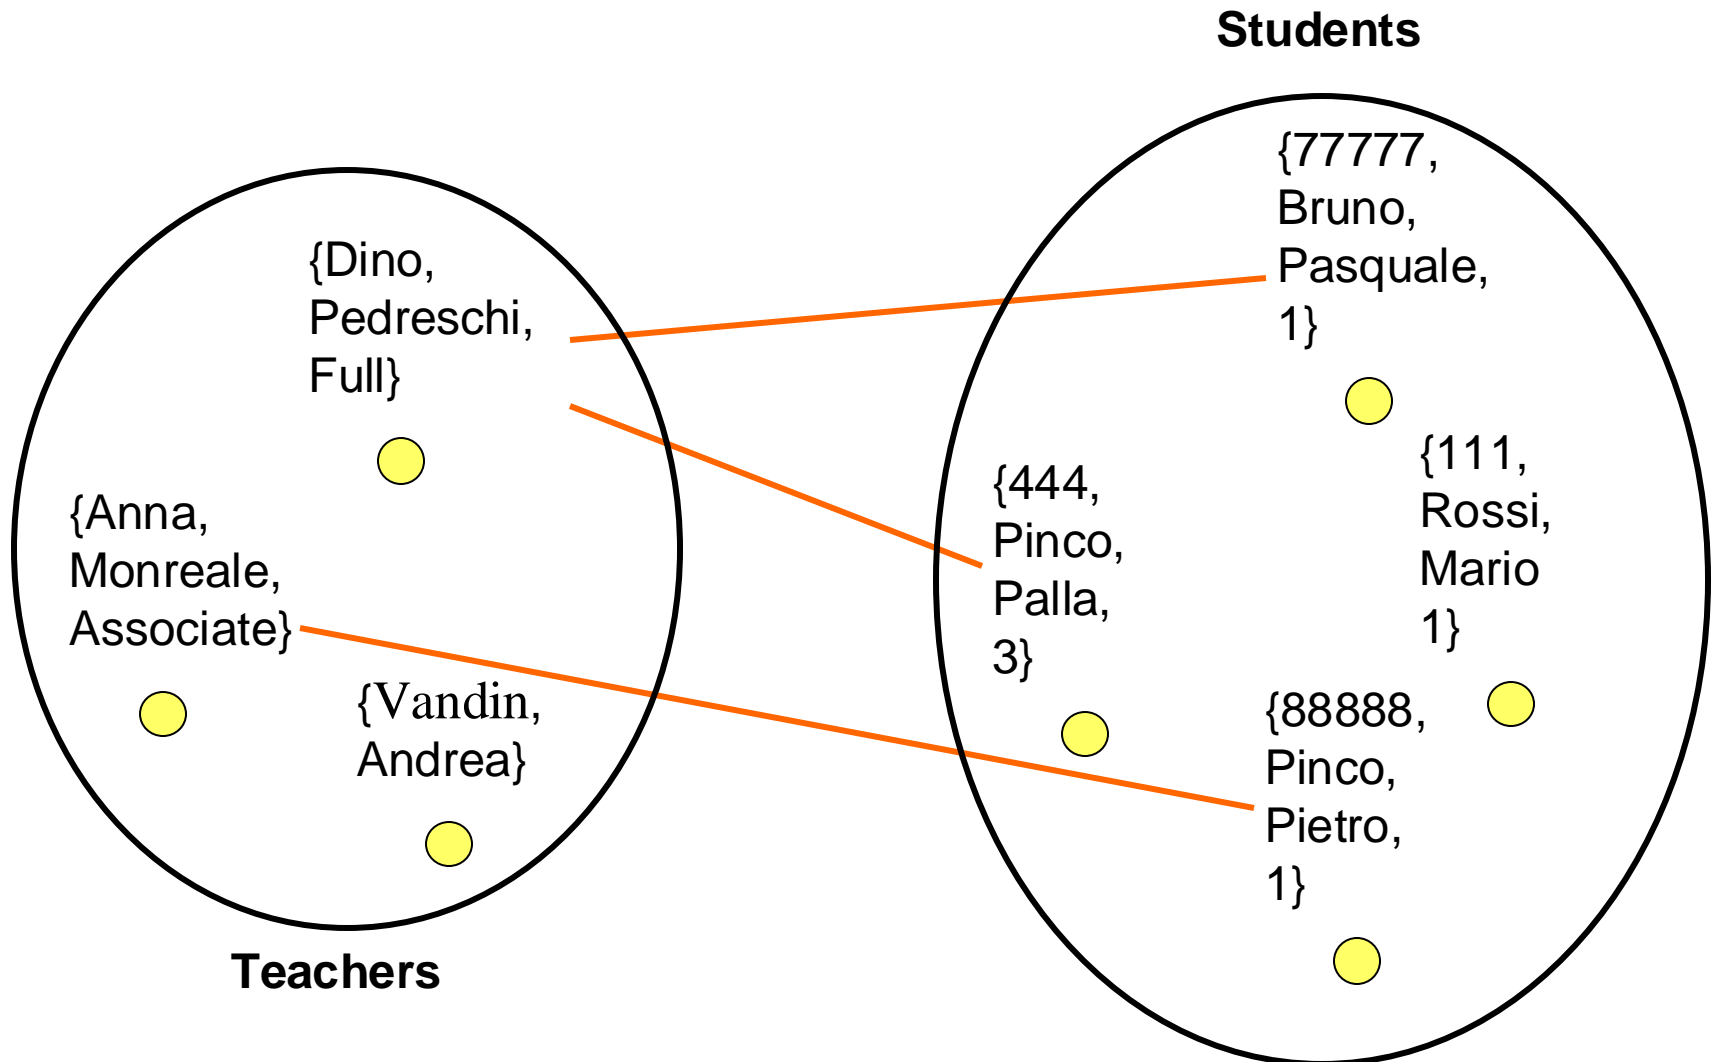 Students
{77777,
Bruno,
Pasquale,
1}
{Dino,
Pedreschi,
Full}
{111,
Rossi,
Mario
1}
{444,
Pinco,
Palla,
3}
{Anna,
Monreale,
Associate}
{Vandin,
Andrea}
{88888,
Pinco,
Pietro,
1}
Teachers